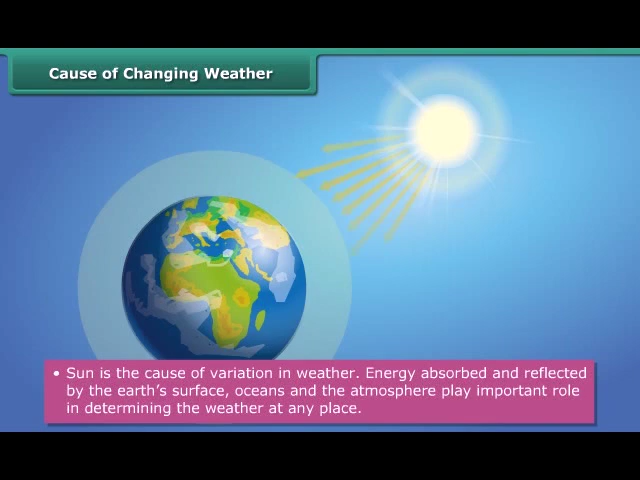 Cause of Changing Weather
• Sun is the cause of variation in weather. Energy absorbed and reflected
by the earth’s surface, oceans and the atmosphere play important role
in determining the weather at any place.